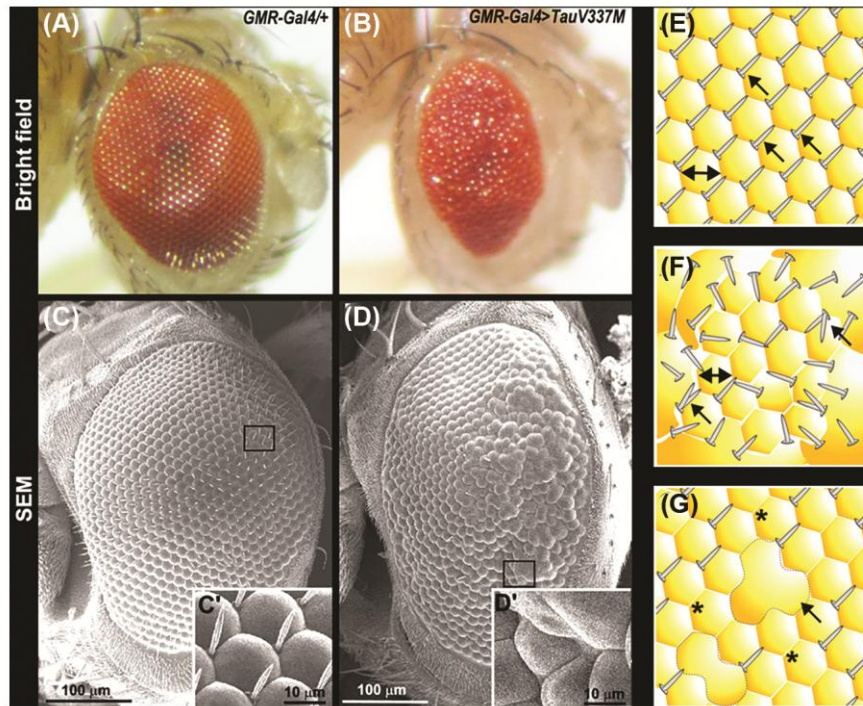 (A)
GMR-Gal4/+
(B)
GMR-Gal4>TauV337M
(E)
Bright field
(F)
(C)
(D)
SEM
(G)
*
*
*
C'
D'
100 μm
10 μm
100 μm
10 μm